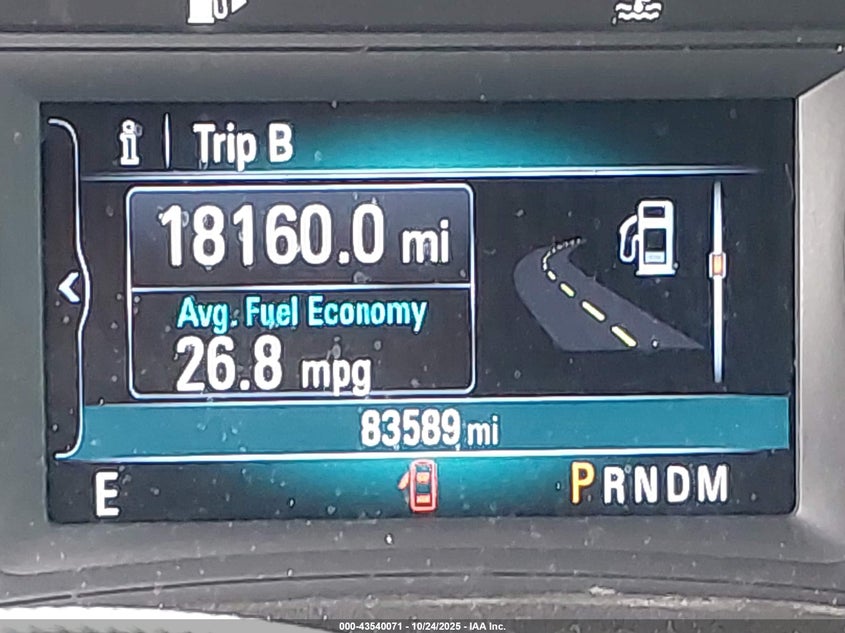 Trip B
18160.0 mi
Avg. Fuel Economy
26.8 mpg
83589 mi
E P R N D M
000-43540071 - 10/24/2025 - IAA Inc.